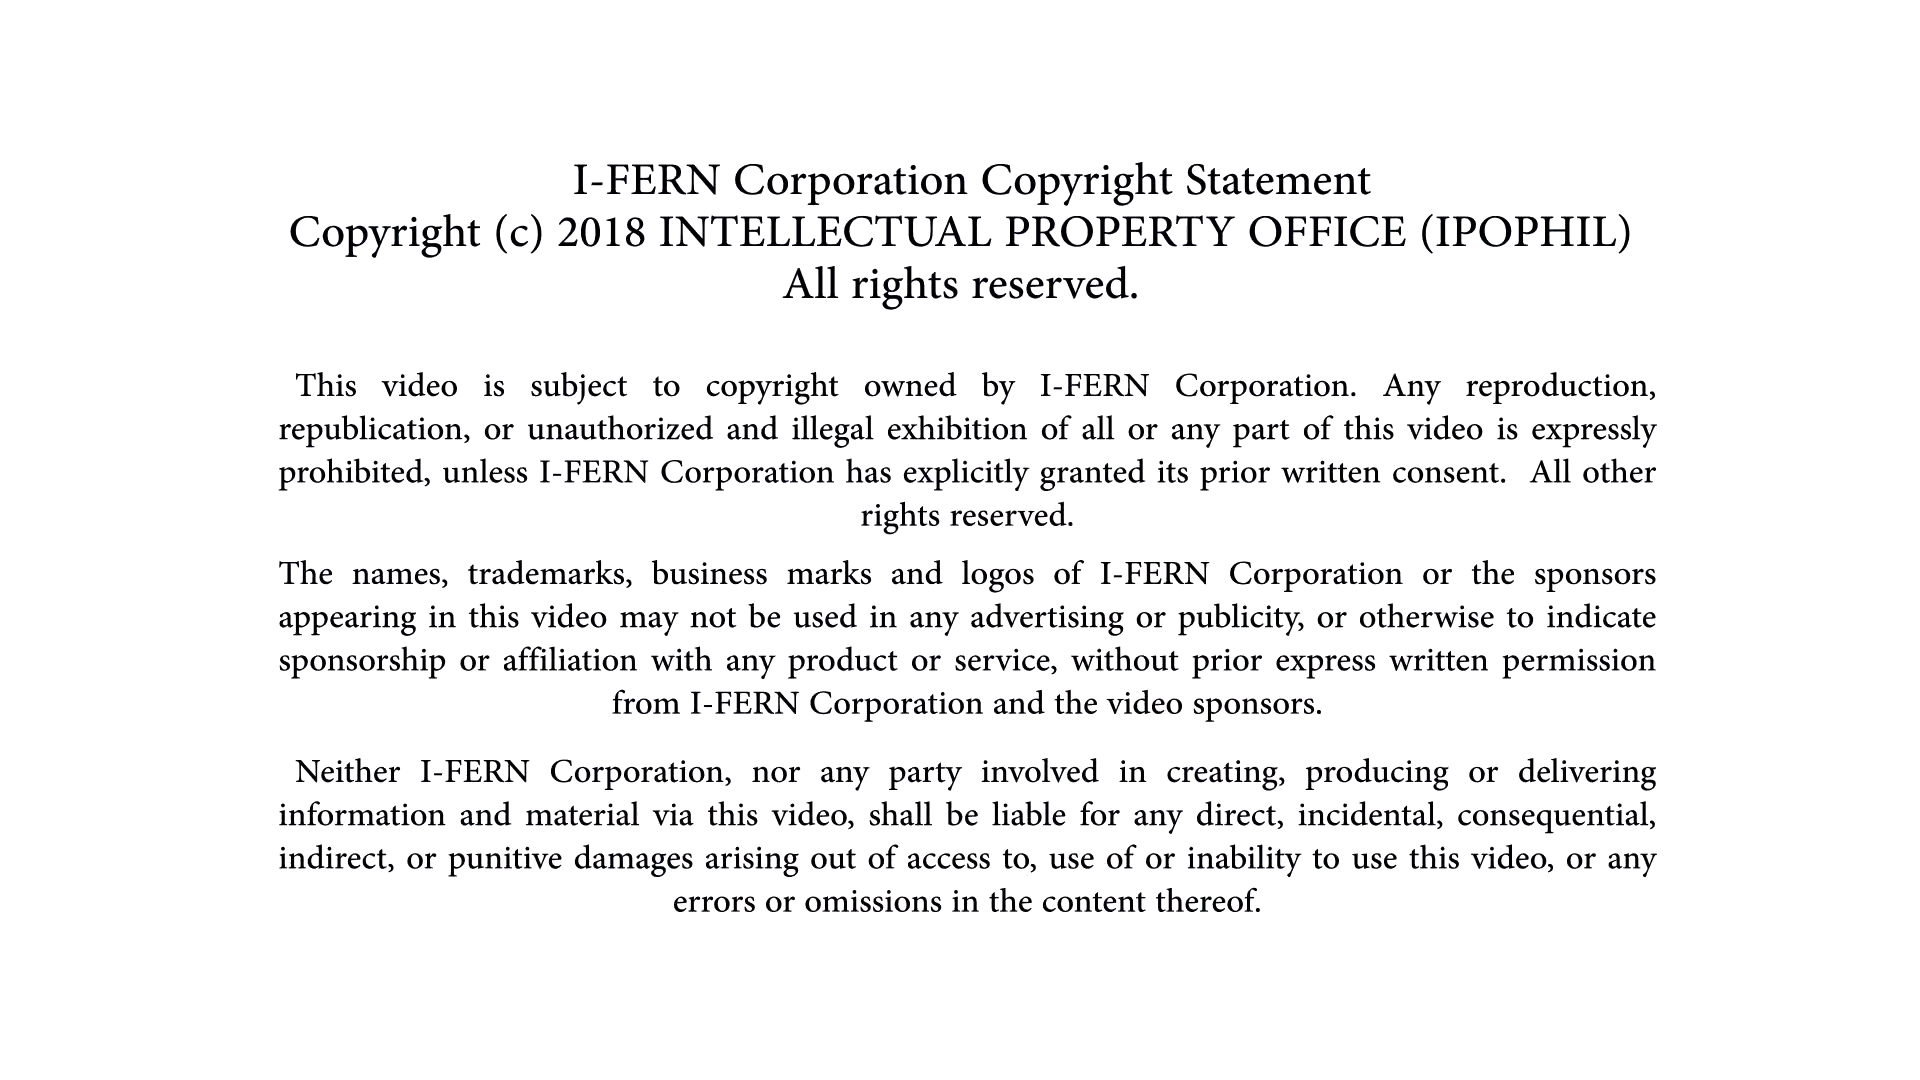 I-FERN Corporation Copyright Statement
Copyright (c) 2018 INTELLECTUAL PROPERTY OFFICE (IPOPHIL)
All rights reserved.
This video is subject to copyright owned by I-FERN Corporation. Any reproduction,
republication, or unauthorized and illegal exhibition of all or any part of this video is expressly
prohibited, unless I-FERN Corporation has explicitly granted its prior written consent.  All other
rights reserved.
The names, trademarks, business marks and logos of I-FERN Corporation or the sponsors
appearing in this video may not be used in any advertising or publicity, or otherwise to indicate
sponsorship or affiliation with any product or service, without prior express written permission
from I-FERN Corporation and the video sponsors.
Neither I-FERN Corporation, nor any party involved in creating, producing or delivering
information and material via this video, shall be liable for any direct, incidental, consequential,
indirect, or punitive damages arising out of access to, use of or inability to use this video, or any
errors or omissions in the content thereof.